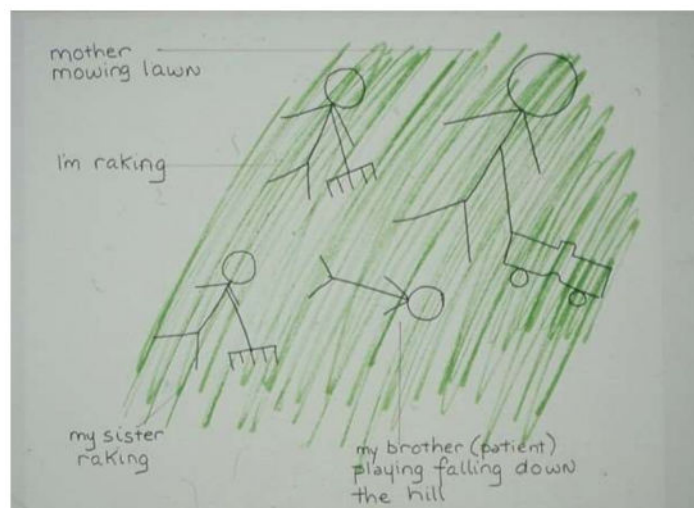 mother
mowing lawn
I'm raking
my sister
raking
my brother (patient)
playing falling down
the hill